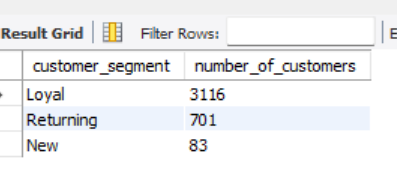 Result Grid Filter Rows: E
customer_segment number_of_customers
Loyal 3116
Returning 701
New 83